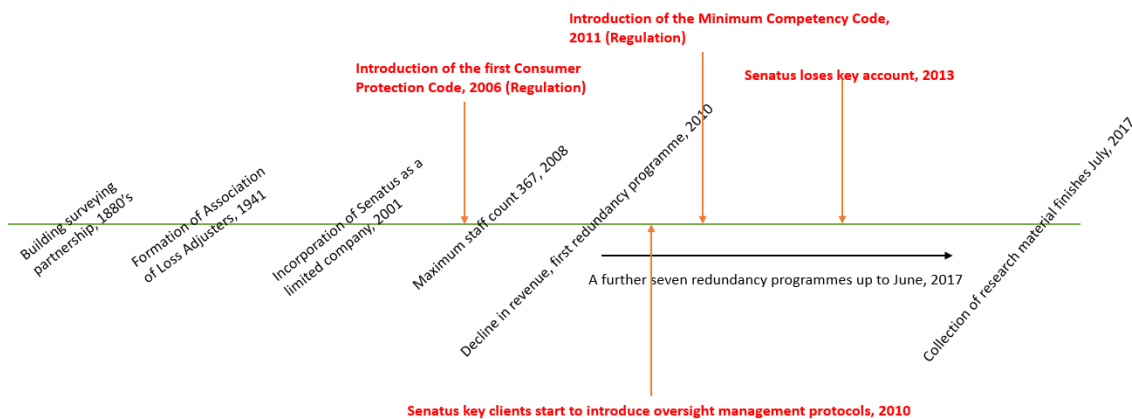 Introduction of the Minimum Competency Code,
2011 (Regulation)
Introduction of the first Consumer
Protection Code, 2006 (Regulation)
Senatus loses key account, 2013
Building surveying
partnership, 1880's
Formation of Association
of Loss Adjusters, 1941
Incorporation of Senatus as a
limited company, 2001
Maximum staff count 367, 2008
Decline in revenue, first redundancy programme, 2010
A further seven redundancy programmes up to June, 2017
Collection of research material finishes July, 2017
Senatus key clients start to introduce oversight management protocols, 2010